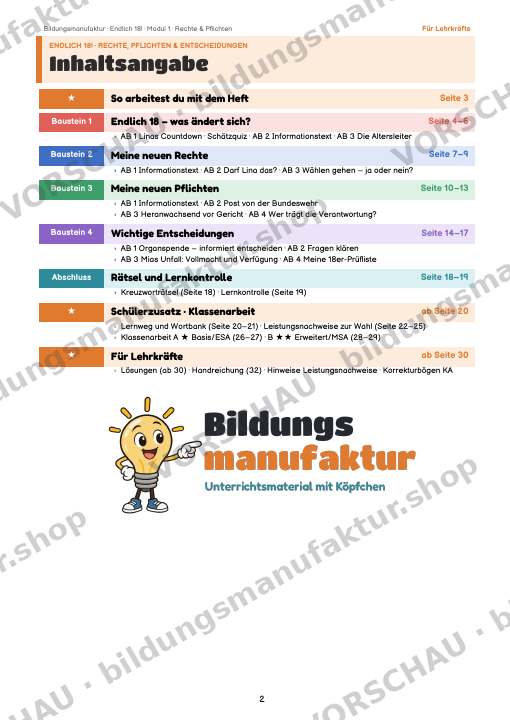 Bildungsmanufaktur · Endlich 18! · Modul 1 · Rechte & Pflichten
Für Lehrkräfte
ENDLICH 18! · RECHTE, PFLICHTEN & ENTSCHEIDUNGEN
Inhaltsangabe
★ So arbeitest du mit dem Heft Seite 3
Baustein 1 Endlich 18 – was ändert sich? Seite 4–6
› AB 1 Linas Countdown · Schätzquiz · AB 2 Informationstext · AB 3 Die Altersleiter
Baustein 2 Meine neuen Rechte Seite 7–9
› AB 1 Informationstext · AB 2 Darf Lina das? · AB 3 Wählen gehen – ja oder nein?
Baustein 3 Meine neuen Pflichten Seite 10–13
› AB 1 Informationstext · AB 2 Post von der Bundeswehr
› AB 3 Heranwachsend vor Gericht · AB 4 Wer trägt die Verantwortung?
Baustein 4 Wichtige Entscheidungen Seite 14–17
› AB 1 Organspende – informiert entscheiden · AB 2 Fragen klären
› AB 3 Mias Unfall: Vollmacht und Verfügung · AB 4 Meine 18er-Prüfliste
Abschluss Rätsel und Lernkontrolle Seite 18–19
› Kreuzworträtsel (Seite 18) · Lernkontrolle (Seite 19)
★ Schülerzusatz · Klassenarbeit ab Seite 20
› Lernweg und Wortbank (Seite 20–21) · Leistungsnachweise zur Wahl (Seite 22–25)
› Klassenarbeit A ★ Basis/ESA (26–27) · B ★★ Erweitert/MSA (28–29)
★ Für Lehrkräfte ab Seite 30
› Lösungen (ab 30) · Handreichung (32) · Hinweise Leistungsnachweise · Korrekturbögen KA
Bildungs
manufaktur
Unterrichtsmaterial mit Köpfchen
VORSCHAU · bildungsmanufaktur.shop
2